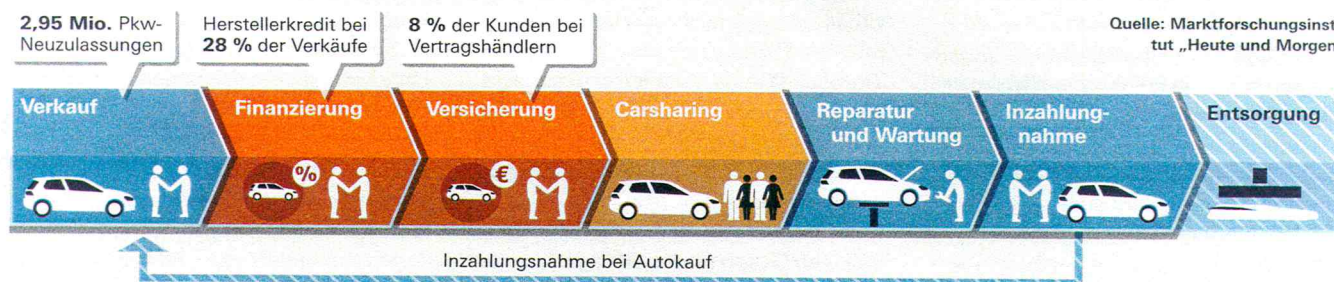 2,95 Mio. Pkw-
Neuzulassungen
Herstellerkredit bei
28 % der Verkäufe
8 % der Kunden bei
Vertragshändlern
Quelle: Marktforschungsinst
tut „Heute und Morgen
Verkauf
Finanzierung
Versicherung
Carsharing
Reparatur
und Wartung
Inzahlung-
nahme
Entsorgung
%
€
Inzahlungsnahme bei Autokauf